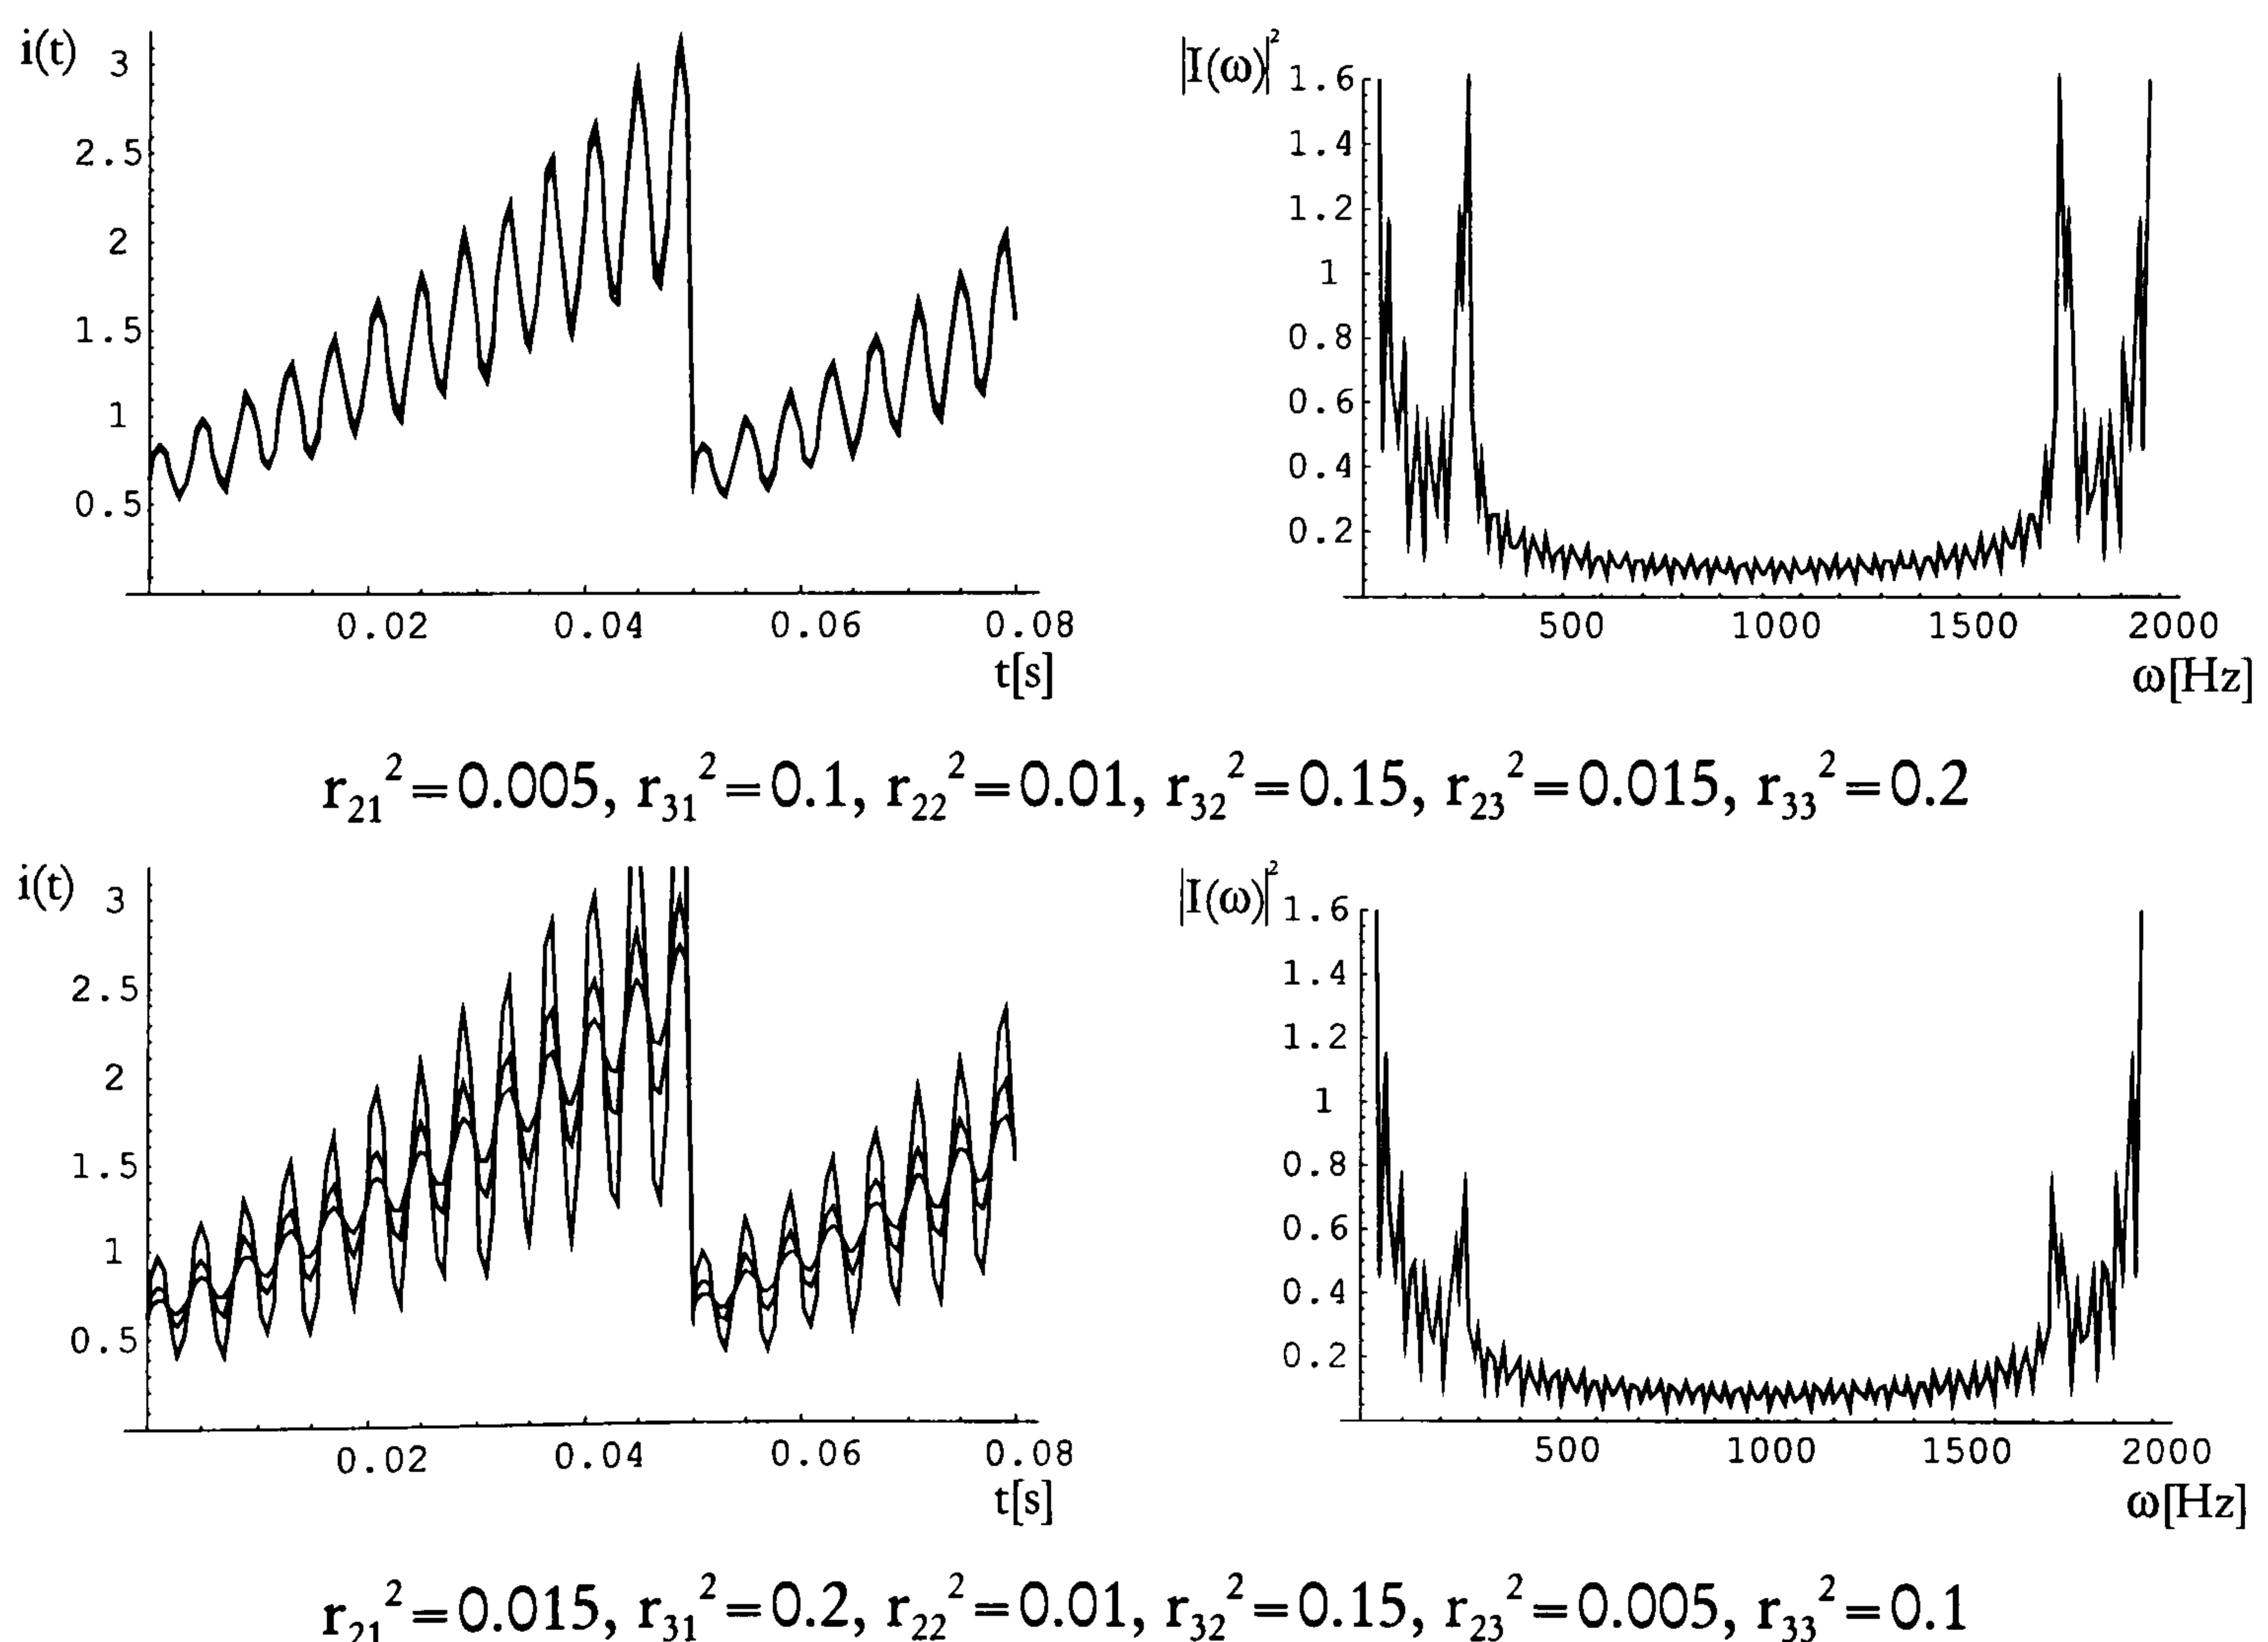 i(t)
3
2.5
2
1.5
1
0.5
0.02 0.04 0.06 0.08
t[s]
|I(ω)|²
1.6
1.4
1.2
1
0.8
0.6
0.4
0.2
500 1000 1500 2000
ω[Hz]
r₂₁²=0.005, r₃₁²=0.1, r₂₂²=0.01, r₃₂²=0.15, r₂₃²=0.015, r₃₃²=0.2
i(t)
3
2.5
2
1.5
1
0.5
0.02 0.04 0.06 0.08
t[s]
|I(ω)|²
1.6
1.4
1.2
1
0.8
0.6
0.4
0.2
500 1000 1500 2000
ω[Hz]
r₂₁²=0.015, r₃₁²=0.2, r₂₂²=0.01, r₃₂²=0.15, r₂₃²=0.005, r₃₃²=0.1